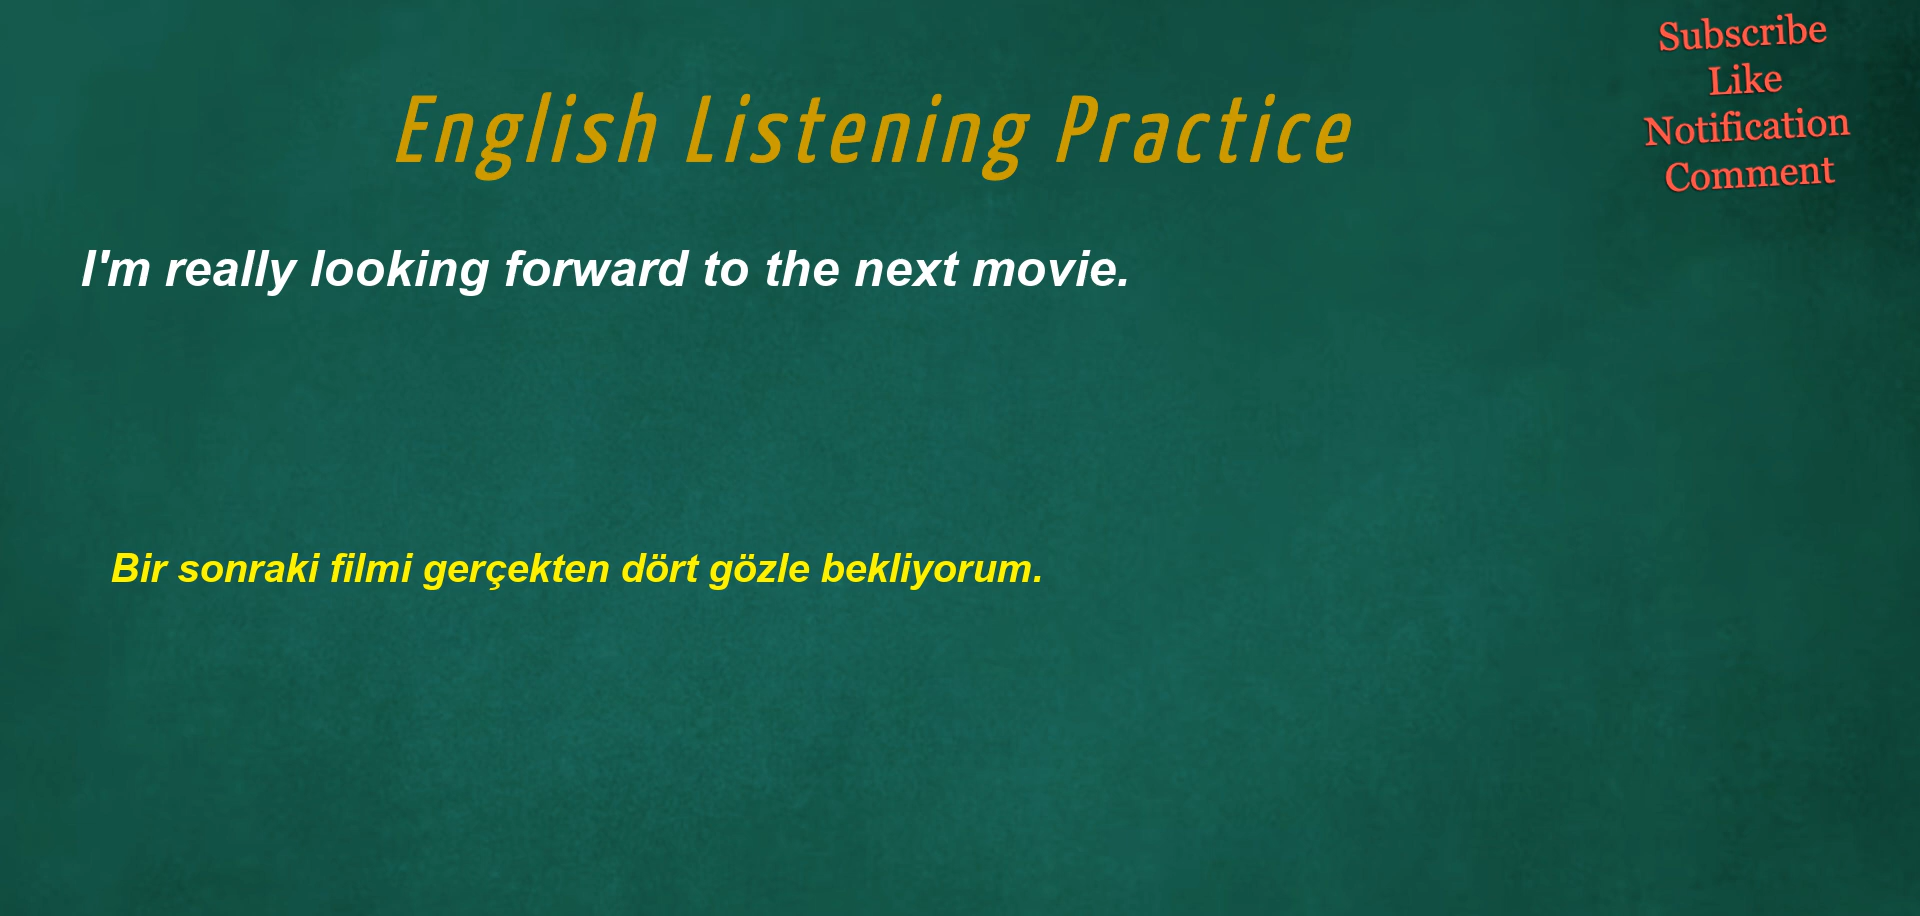 Subscribe
Like
Notification
Comment
English Listening Practice
I'm really looking forward to the next movie.
Bir sonraki filmi gerçekten dört gözle bekliyorum.